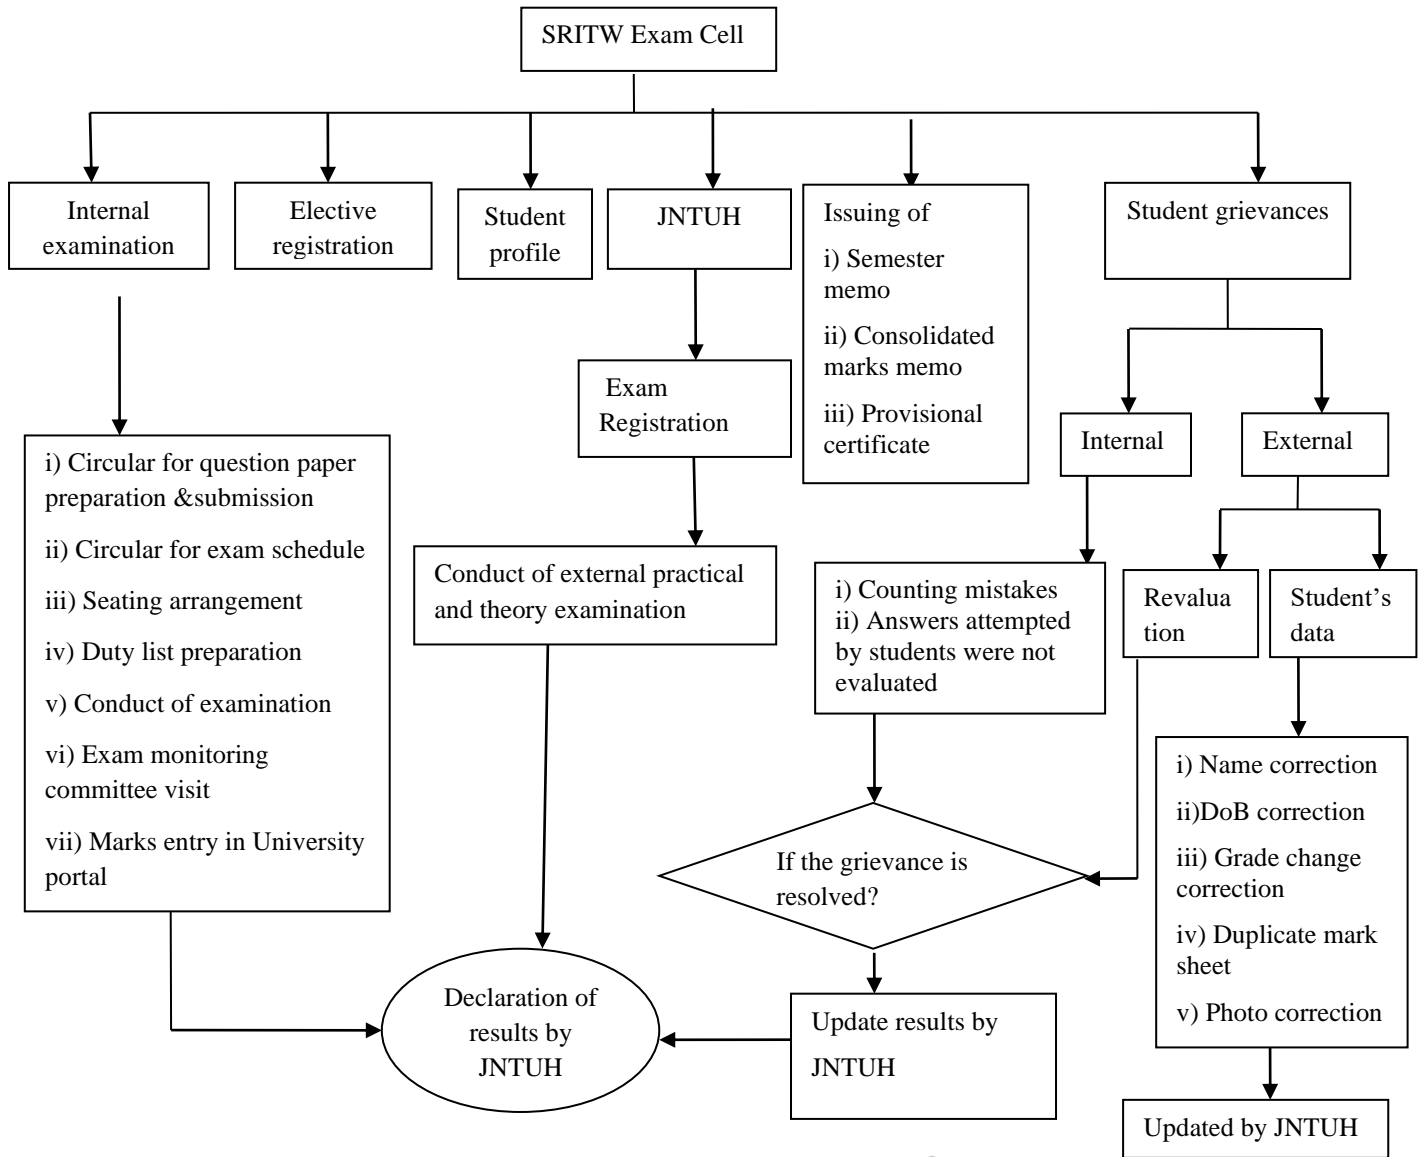 SRITW Exam Cell
Internal
examination
Elective
registration
Student
profile
JNTUH
Issuing of
i) Semester
memo
ii) Consolidated
marks memo
iii) Provisional
certificate
Student grievances
Exam
Registration
Internal
External
i) Circular for question paper
preparation &submission
ii) Circular for exam schedule
iii) Seating arrangement
iv) Duty list preparation
v) Conduct of examination
vi) Exam monitoring
committee visit
vii) Marks entry in University
portal
Conduct of external practical
and theory examination
i) Counting mistakes
ii) Answers attempted
by students were not
evaluated
Revalua
tion
Student’s
data
i) Name correction
ii)DoB correction
iii) Grade change
correction
iv) Duplicate mark
sheet
v) Photo correction
If the grievance is
resolved?
Declaration of
results by
JNTUH
Update results by
JNTUH
Updated by JNTUH